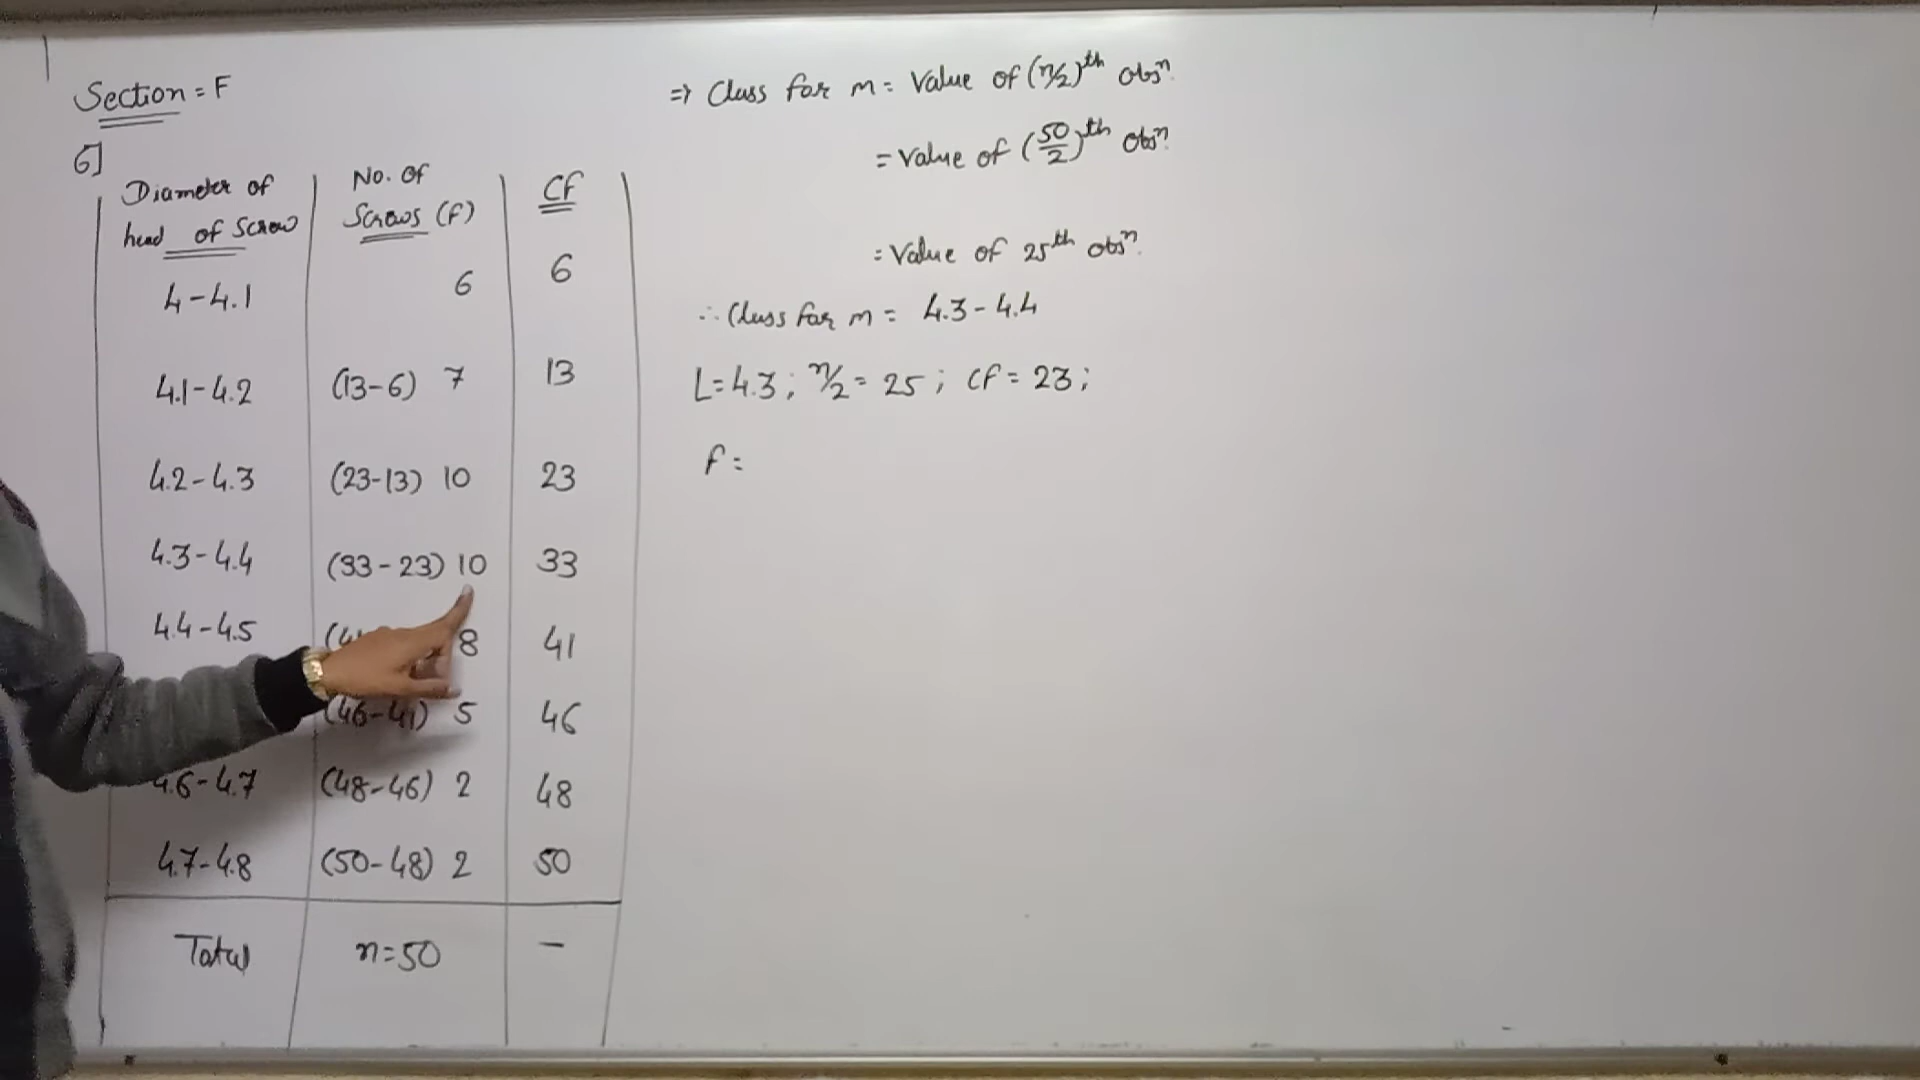 Section = F
6]
Diameter of head of Screw | No. of Screws (f) | Cf
4-4.1 | 6 | 6
4.1-4.2 | (13-6) 7 | 13
4.2-4.3 | (23-13) 10 | 23
4.3-4.4 | (33-23) 10 | 33
4.4-4.5 | 8 | 41
(46-41) 5 | 46
4.6-4.7 | (48-46) 2 | 48
4.7-4.8 | (50-48) 2 | 50
Total | n=50 | -
=> Class for m = Value of (n/2)th obsn.
= Value of (50/2)th obsn.
= Value of 25th obsn.
∴ Class for m = 4.3-4.4
L=4.3; n/2 = 25; Cf = 23;
f =